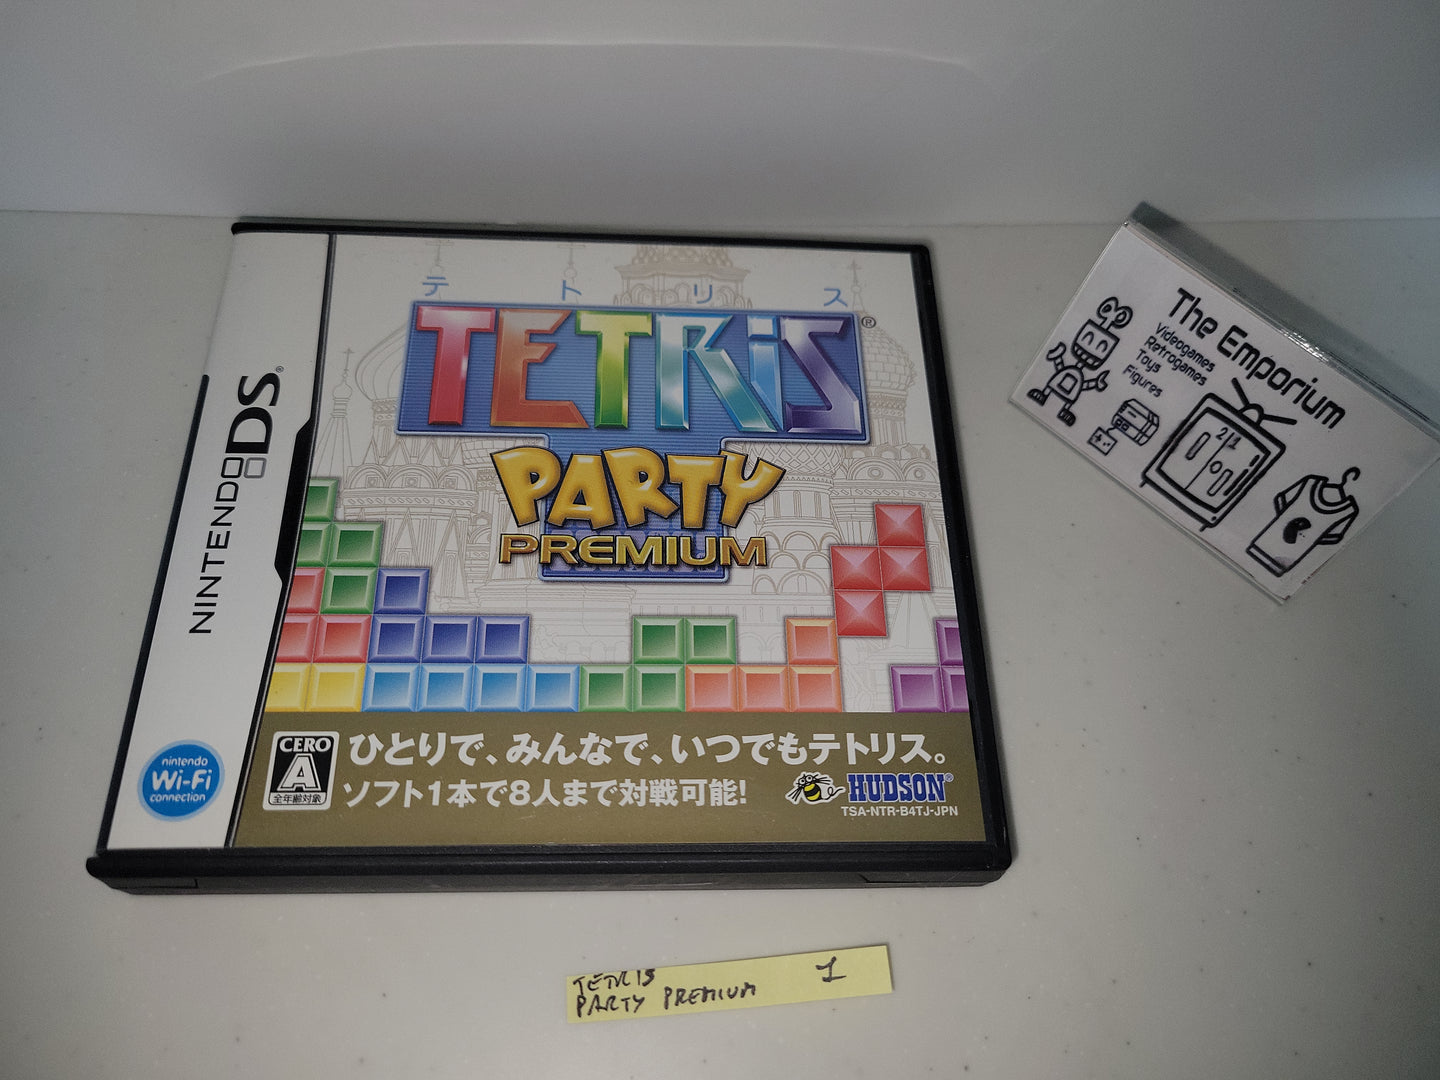 NINTENDO DS®
nintendo
Wi-Fi
connection
テトリス
TETRIS®
PARTY
PREMIUM
CERO
A
全年齢対象
ひとりで、みんなで、いつでもテトリス。
ソフト1本で8人まで対戦可能!
HUDSON®
TSA-NTR-B4TJ-JPN
The Emporium
Videogames
Retrogames
Toys
Figures
21
TETRIS 1
PARTY PREMIUM